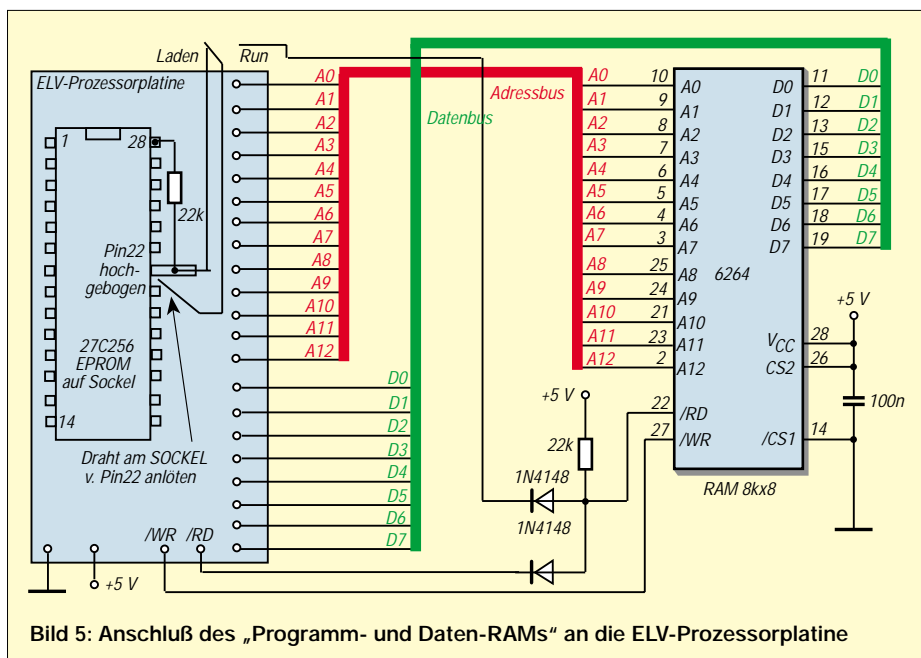 Laden Run
ELV-Prozessorplatine
1
28
22k
Pin22
hoch-
gebogen
27C256
EPROM
auf Sockel
14
Draht am SOCKEL
v. Pin22 anlöten
/WR /RD
+5 V
A0
A1
A2
A3
A4
A5
A6
A7
A8
A9
A10
A11
A12
D0
D1
D2
D3
D4
D5
D6
D7
Adressbus
Datenbus
A0
A1
A2
A3
A4
A5
A6
A7
A8
A9
A10
A11
A12
10
9
8
7
6
5
4
3
25
24
21
23
2
22
27
A0
A1
A2
A3
A4
A5
A6
A7
A8
A9
A10
A11
A12
/RD
/WR
6264
D0
D1
D2
D3
D4
D5
D6
D7
VCC
CS2
/CS1
11
12
13
15
16
17
18
19
28
26
14
D0
D1
D2
D3
D4
D5
D6
D7
+5 V
100n
RAM 8kx8
+5 V
22k
1N4148
1N4148
Bild 5: Anschluß des „Programm- und Daten-RAMs“ an die ELV-Prozessorplatine